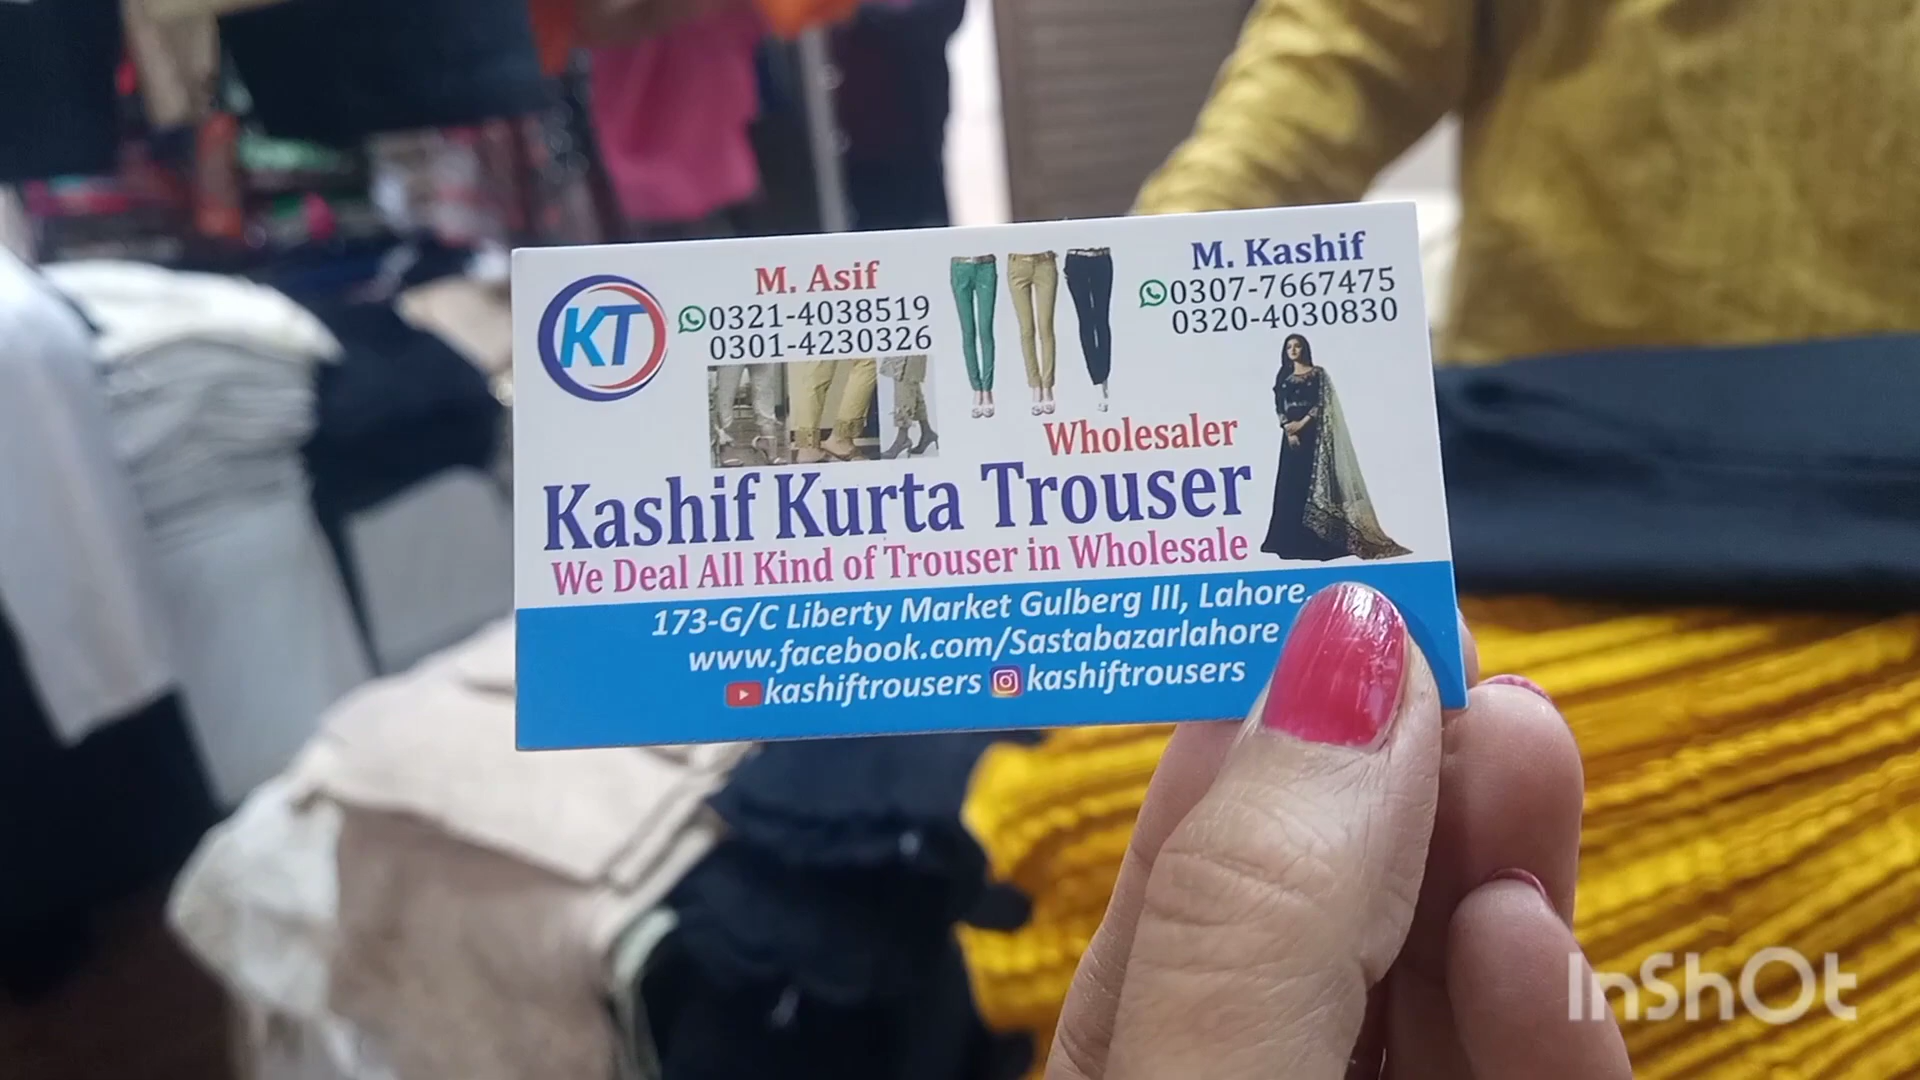 KT
M. Asif
0321-4038519
0301-4230326
M. Kashif
0307-7667475
0320-4030830
Wholesaler
Kashif Kurta Trouser
We Deal All Kind of Trouser in Wholesale
173-G/C Liberty Market Gulberg III, Lahore.
www.facebook.com/Sastabazarlahore
kashiftrousers kashiftrousers
InShOt